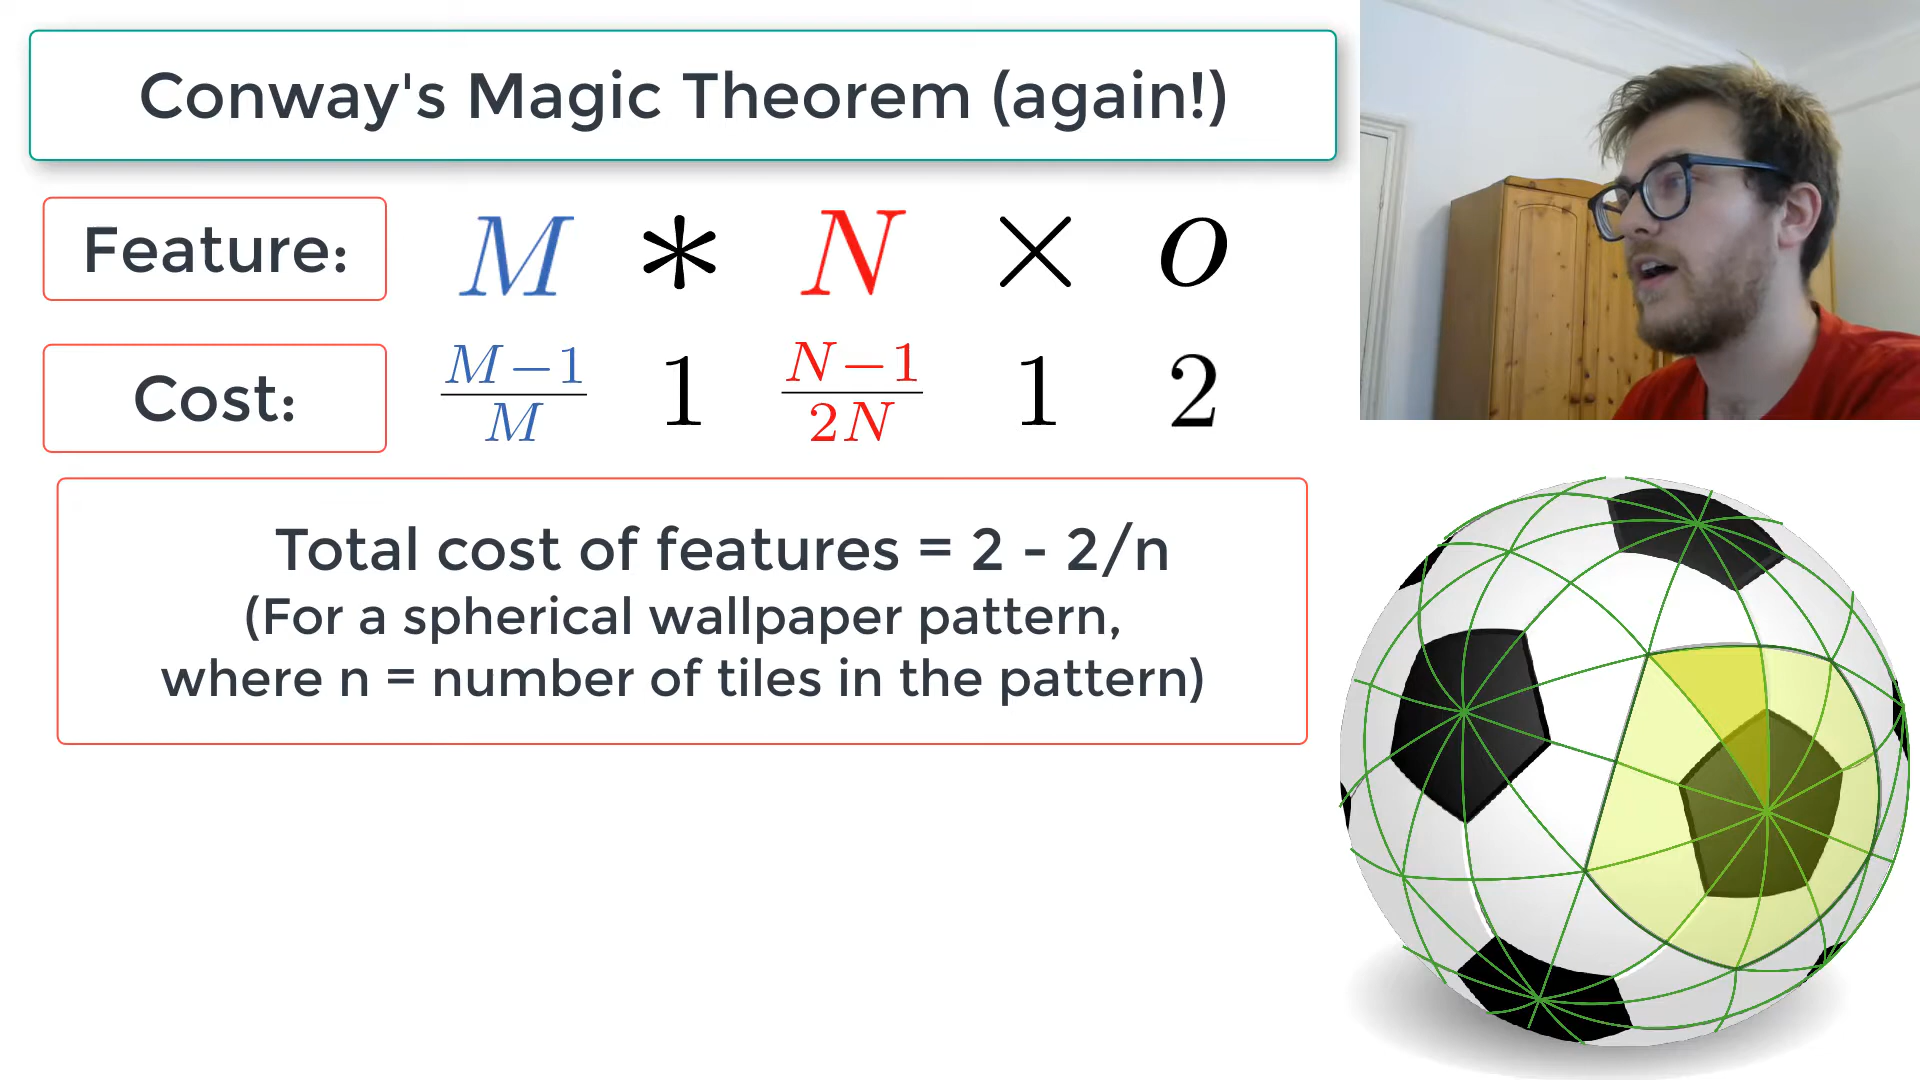 Conway's Magic Theorem (again!)
Feature: M * N × o
Cost: M−1/M 1 N−1/2N 1 2
Total cost of features = 2 - 2/n
(For a spherical wallpaper pattern,
where n = number of tiles in the pattern)